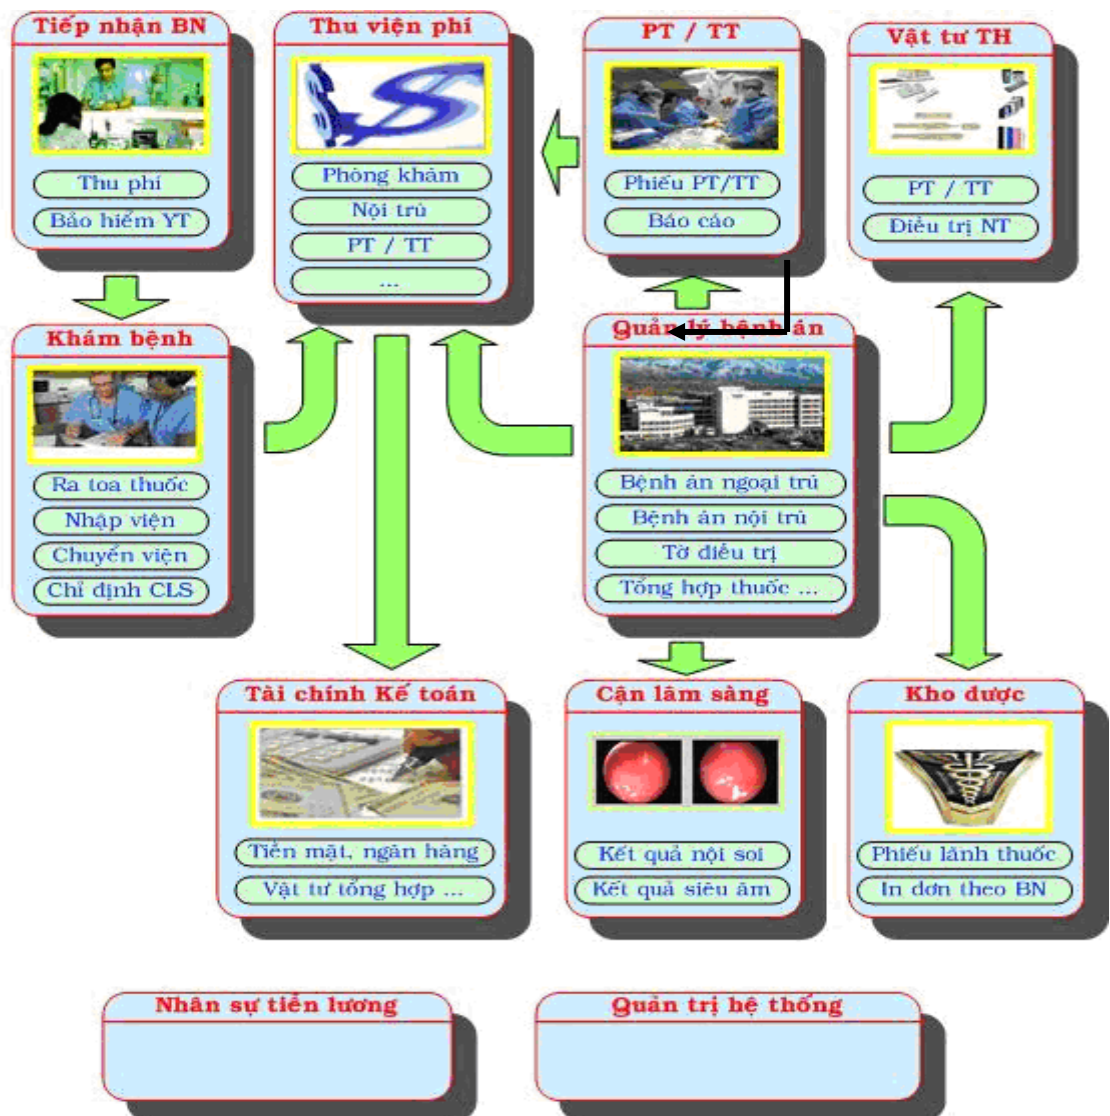 Tiếp nhận BN
Thu phí
Bảo hiểm YT
Thu viện phí
Phòng khám
Nội trú
PT / TT
...
PT / TT
Phiếu PT/TT
Báo cáo
Vật tư TH
PT / TT
Điều trị NT
Khám bệnh
Ra toa thuốc
Nhập viện
Chuyển viện
Chỉ định CLS
Quản lý bệnh án
Bệnh án ngoại trú
Bệnh án nội trú
Tờ điều trị
Tổng hợp thuốc ...
Tài chính Kế toán
Tiền mặt, ngân hàng
Vật tư tổng hợp ...
Cận lâm sàng
Kết quả nội soi
Kết quả siêu âm
Kho dược
Phiếu lãnh thuốc
In đơn theo BN
Nhân sự tiền lương
Quản trị hệ thống